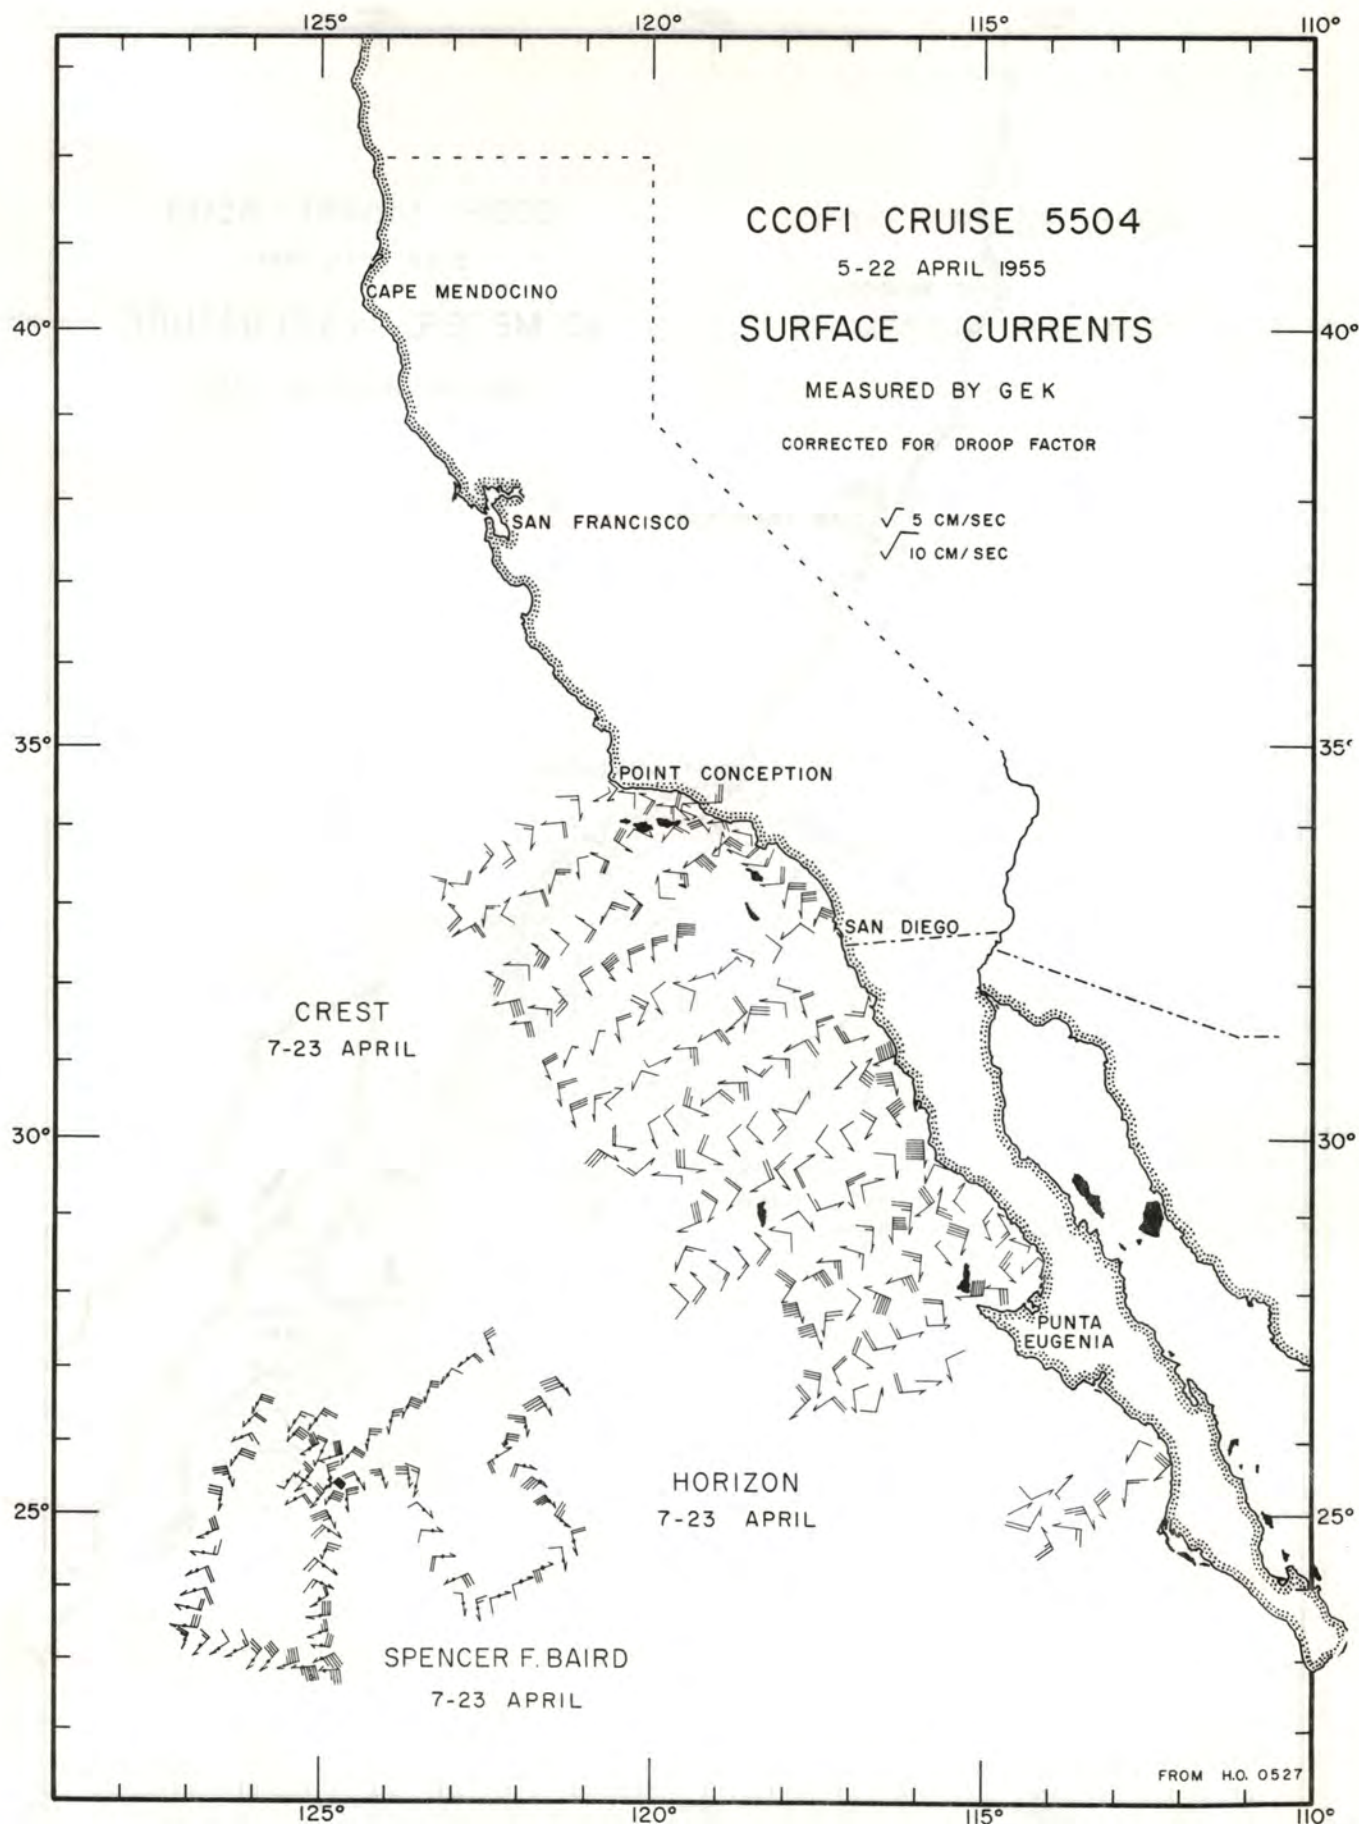 125° 120° 115° 110°
CCOFI CRUISE 5504
5-22 APRIL 1955
CAPE MENDOCINO
40° SURFACE CURRENTS 40°
MEASURED BY GEK
CORRECTED FOR DROOP FACTOR
SAN FRANCISCO
5 CM/SEC
10 CM/SEC
35° 35°
POINT CONCEPTION
SAN DIEGO
CREST
7-23 APRIL
30° 30°
PUNTA
EUGENIA
HORIZON
7-23 APRIL
25° 25°
SPENCER F. BAIRD
7-23 APRIL
FROM H.O. 0527
125° 120° 115° 110°